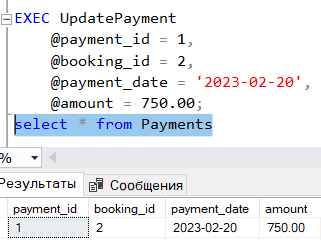 EXEC UpdatePayment
@payment_id = 1,
@booking_id = 2,
@payment_date = '2023-02-20',
@amount = 750.00;
select * from Payments
%
Результаты Сообщения
payment_id booking_id payment_date amount
1 2 2023-02-20 750.00